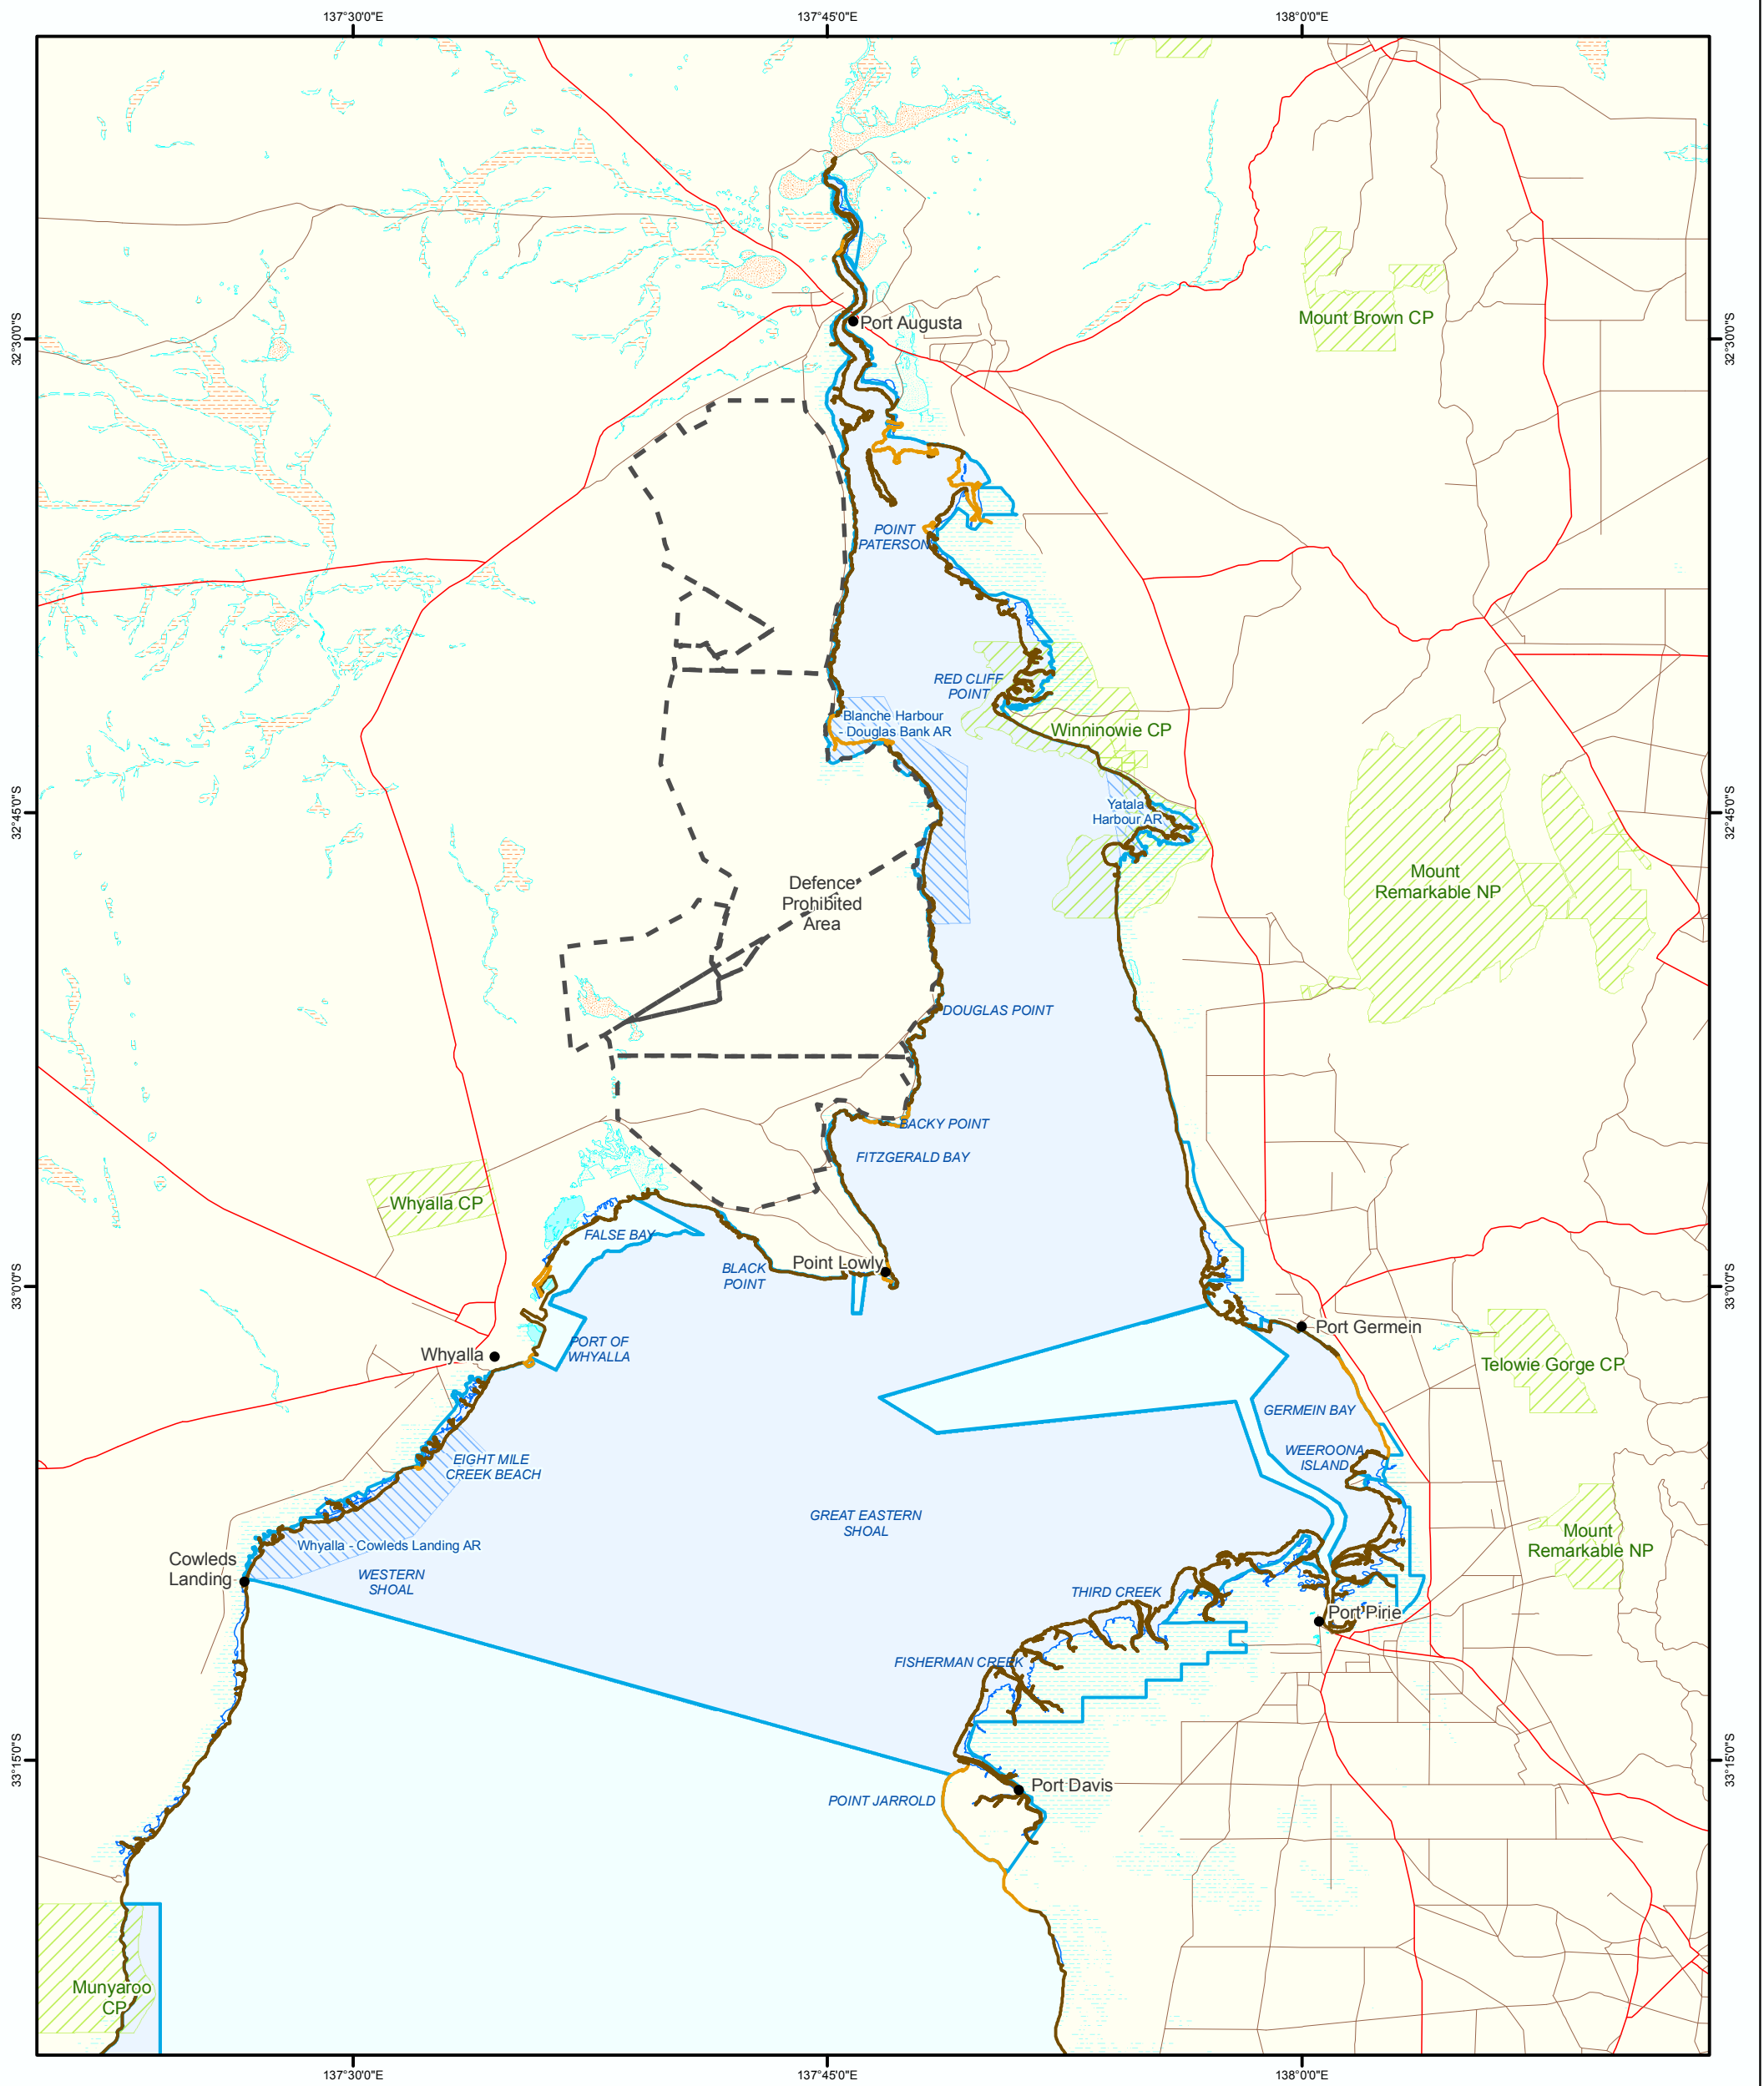 137°30'0"E
137°45'0"E
138°0'0"E
32°30'0"S
32°30'0"S
Mount Brown CP
Port Augusta
POINT
PATERSON
RED CLIFF
POINT
Blanche Harbour
- Douglas Bank AR
Winninowie CP
32°45'0"S
32°45'0"S
Yatala
Harbour AR
Defence
Prohibited
Area
Mount
Remarkable NP
DOUGLAS POINT
BACKY POINT
FITZGERALD BAY
Whyalla CP
FALSE BAY
Point Lowly
BLACK
POINT
33°0'0"S
33°0'0"S
Port Germein
PORT OF
WHYALLA
Whyalla
Telowie Gorge CP
GERMEIN BAY
WEEROONA
ISLAND
EIGHT MILE
CREEK BEACH
GREAT EASTERN
SHOAL
Mount
Remarkable NP
Whyalla - Cowleds Landing AR
Cowleds
Landing
WESTERN
SHOAL
THIRD CREEK
Port Pirie
FISHERMAN CREEK
33°15'0"S
33°15'0"S
Port Davis
POINT JARROLD
Munyaroo
CP
137°30'0"E
137°45'0"E
138°0'0"E